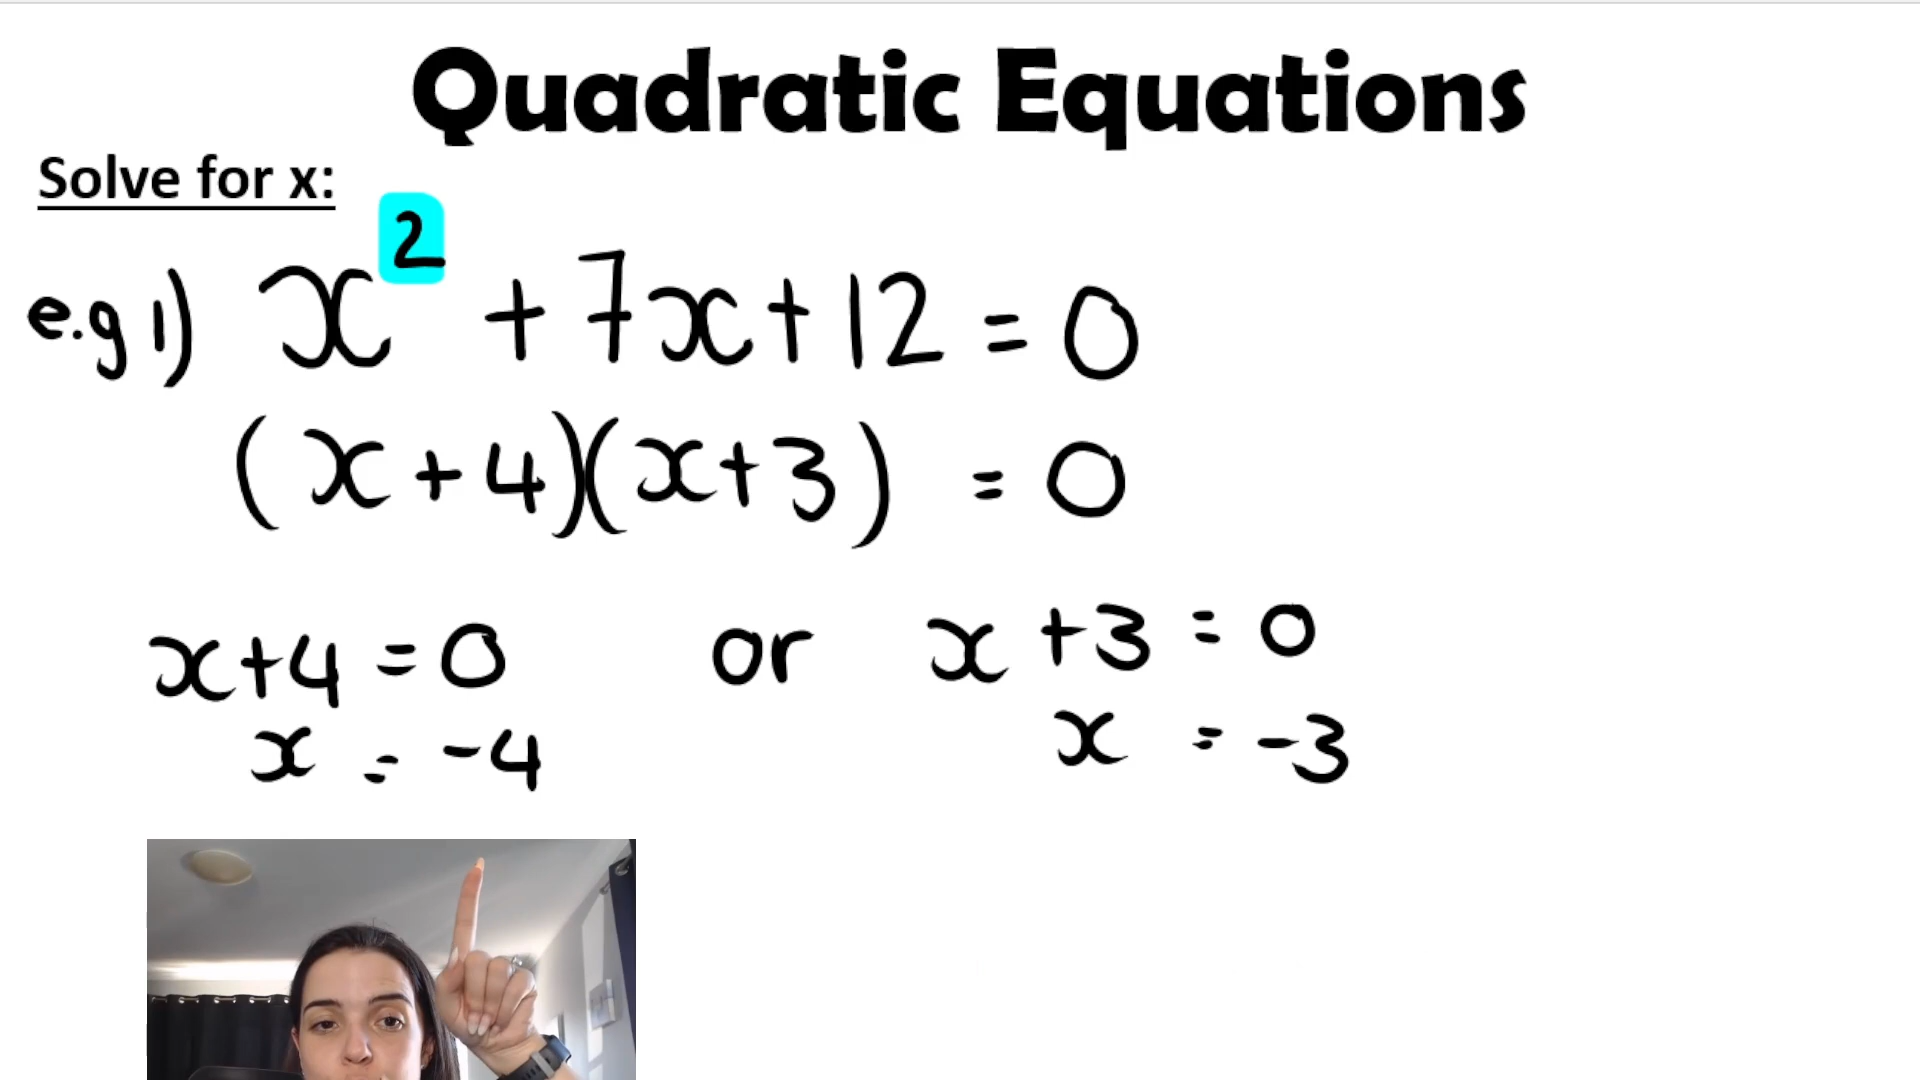 Quadratic Equations
Solve for x:
e.g 1) x² + 7x + 12 = 0
(x + 4)(x + 3) = 0
x + 4 = 0 or x + 3 = 0
x = -4 x = -3